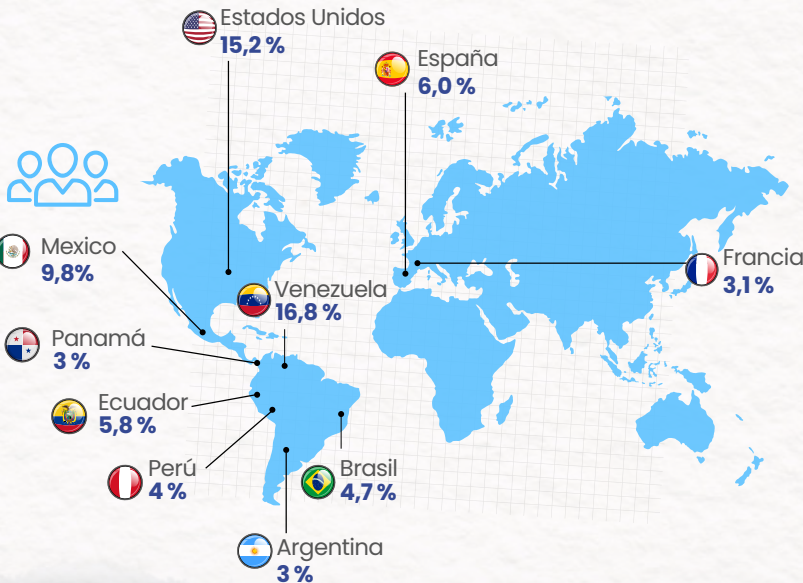 Estados Unidos
15,2 %
España
6,0 %
Mexico
9,8%
Venezuela
16,8 %
Francia
3,1 %
Panamá
3 %
Ecuador
5,8 %
Perú
4 %
Brasil
4,7 %
Argentina
3 %